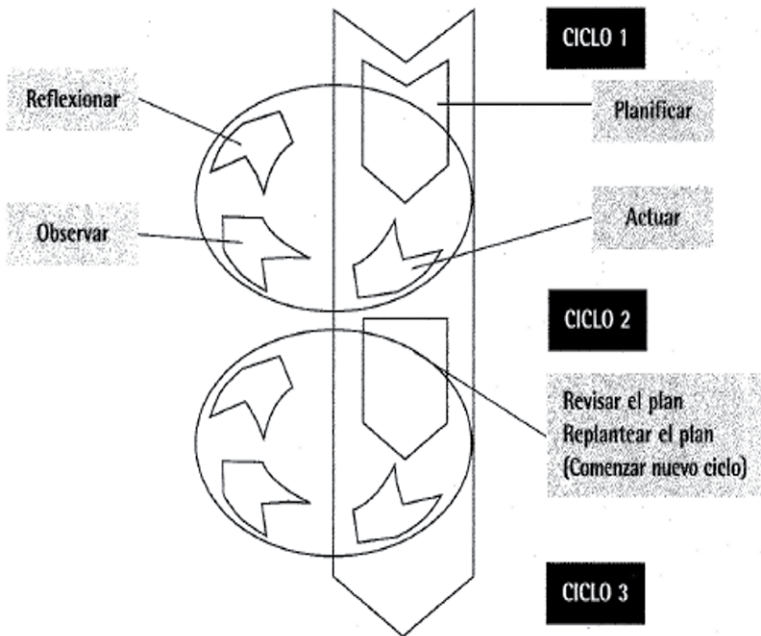 CICLO 1
Reflexionar
Planificar
Observar
Actuar
CICLO 2
Revisar el plan
Replantear el plan
(Comenzar nuevo ciclo)
CICLO 3